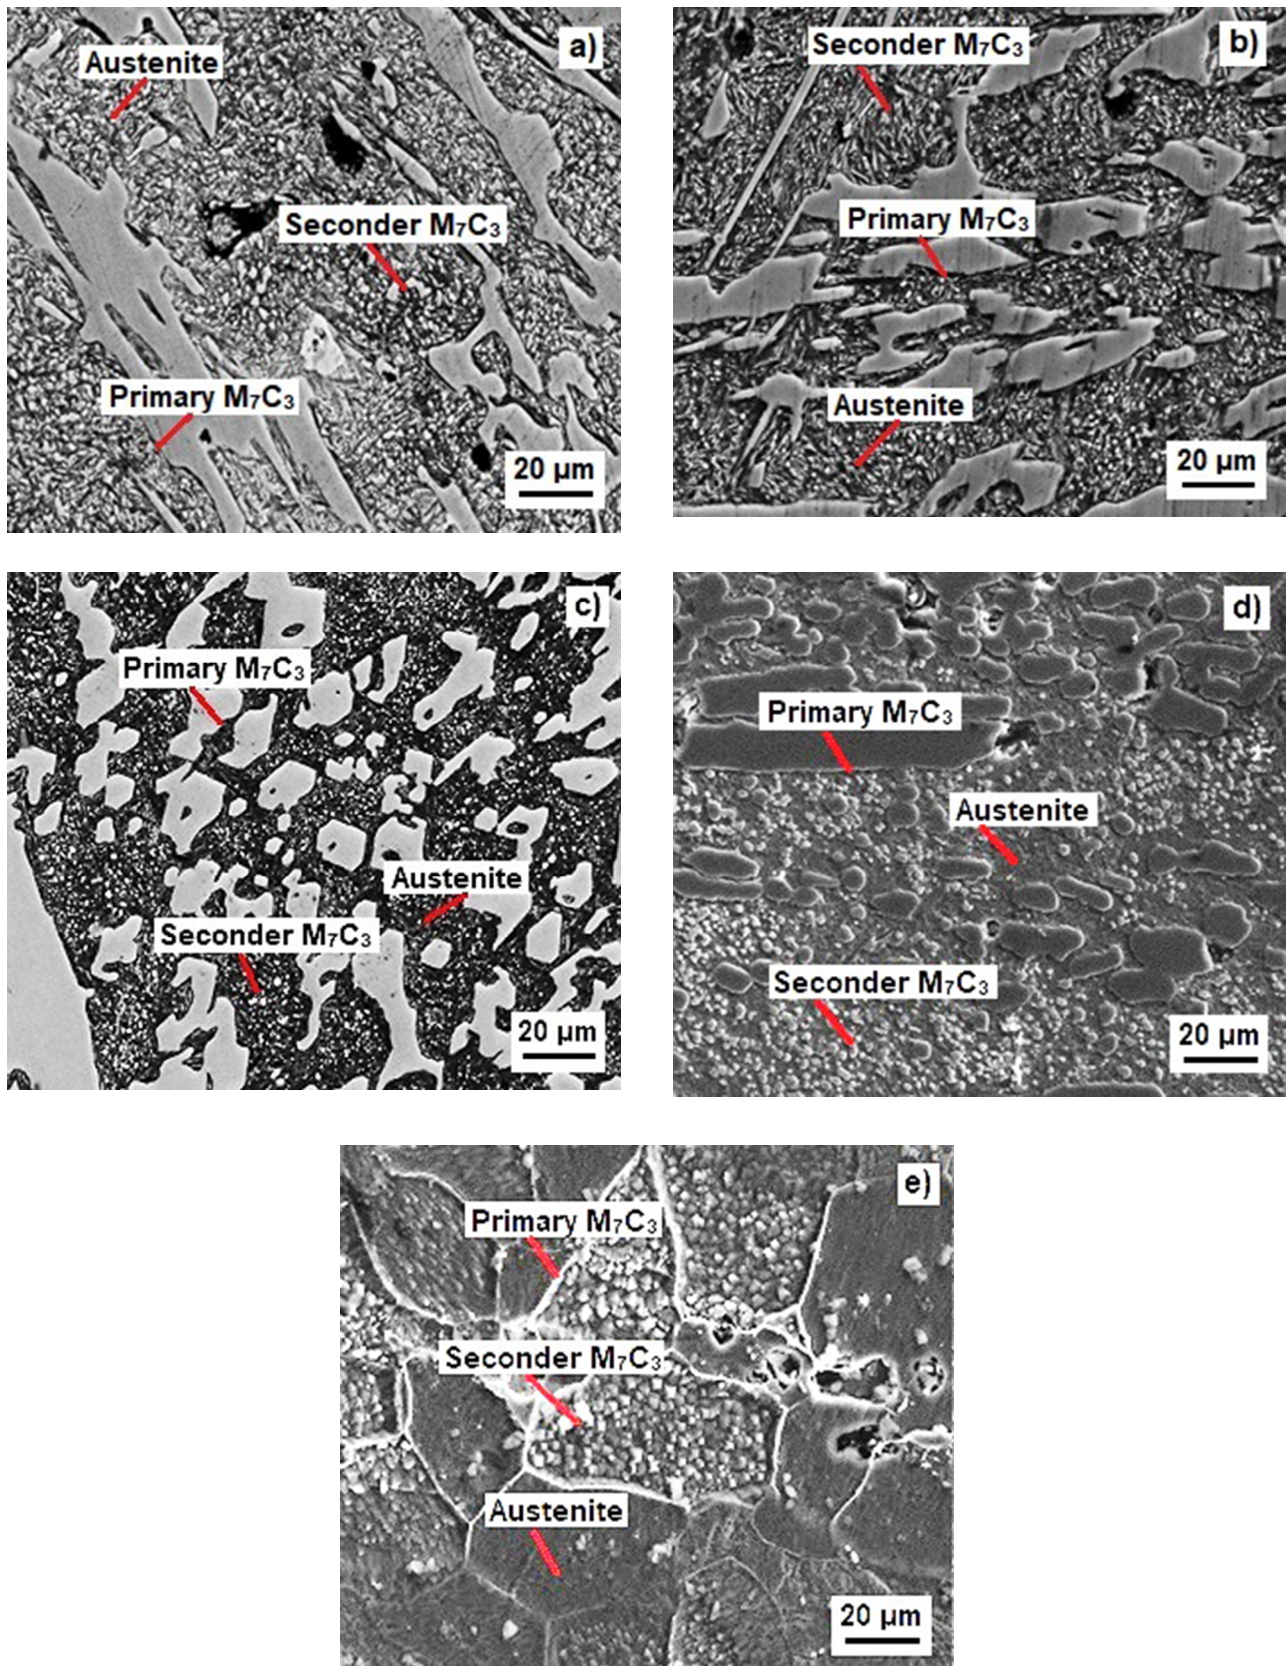 a)
Austenite
Seconder M₇C₃
Primary M₇C₃
20 μm
b)
Seconder M₇C₃
Primary M₇C₃
Austenite
20 μm
c)
Primary M₇C₃
Austenite
Seconder M₇C₃
20 μm
d)
Primary M₇C₃
Austenite
Seconder M₇C₃
20 μm
e)
Primary M₇C₃
Seconder M₇C₃
Austenite
20 μm